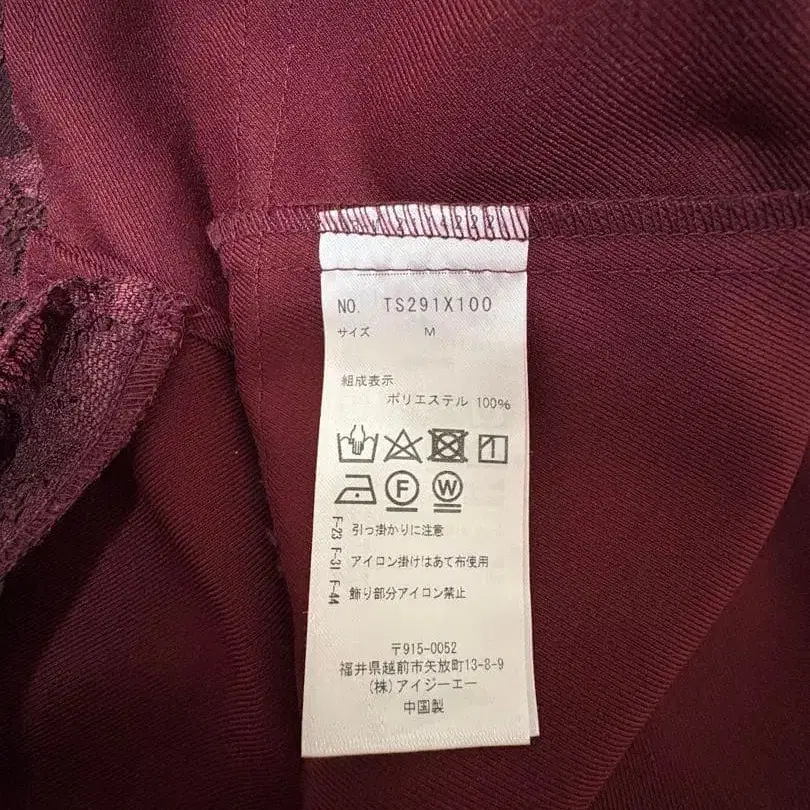 NO. TS291X100
サイズ M
組成表示
ポリエステル 100%
F W
F-23 引っ掛かりに注意
F-31 アイロン掛けはあて布使用
F-44 飾り部分アイロン禁止
〒915-0052
福井県越前市矢放町13-8-9
(株)アイジーエー
中国製